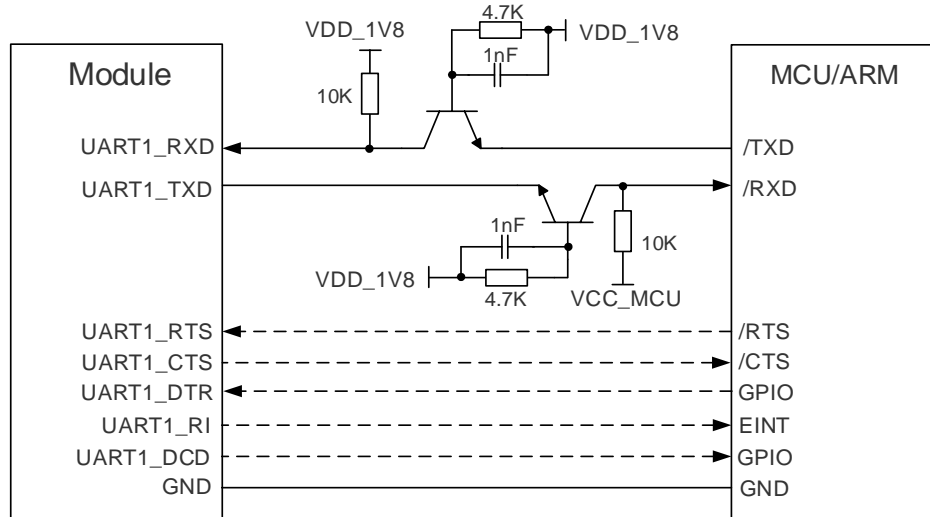 4.7K
VDD_1V8
VDD_1V8
1nF
Module
MCU/ARM
10K
UART1_RXD
/TXD
UART1_TXD
/RXD
1nF
10K
VDD_1V8
4.7K
VCC_MCU
UART1_RTS
/RTS
UART1_CTS
/CTS
UART1_DTR
GPIO
UART1_RI
EINT
UART1_DCD
GPIO
GND
GND